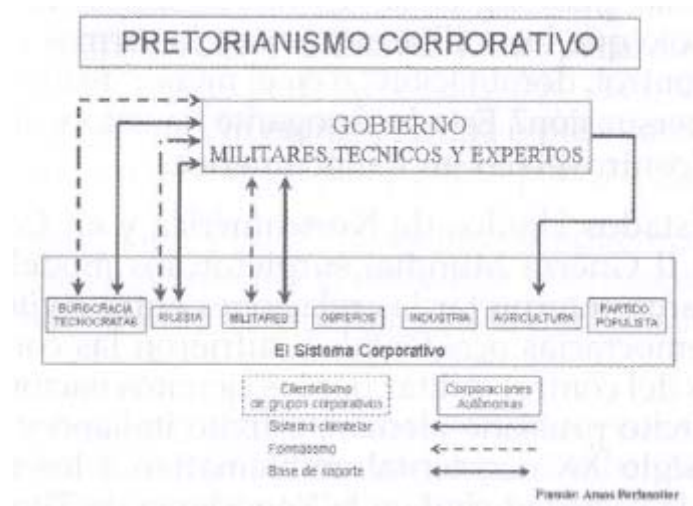 PRETORIANISMO CORPORATIVO
GOBIERNO
MILITARES, TECNICOS Y EXPERTOS
BUROCRACIA
TECNOCRATAE
IGLESIA
MILITARES
OBREROS
INDUSTRIA
AGRICULTURA
PARTIDO
POPULISTA
El Sistema Corporativo
Clientelismo
de grupos corporativos
Corporaciones
Autónomas
Sistema clientelar
Formalismo
Base de soporte
Fuente: Amos Perlmutter